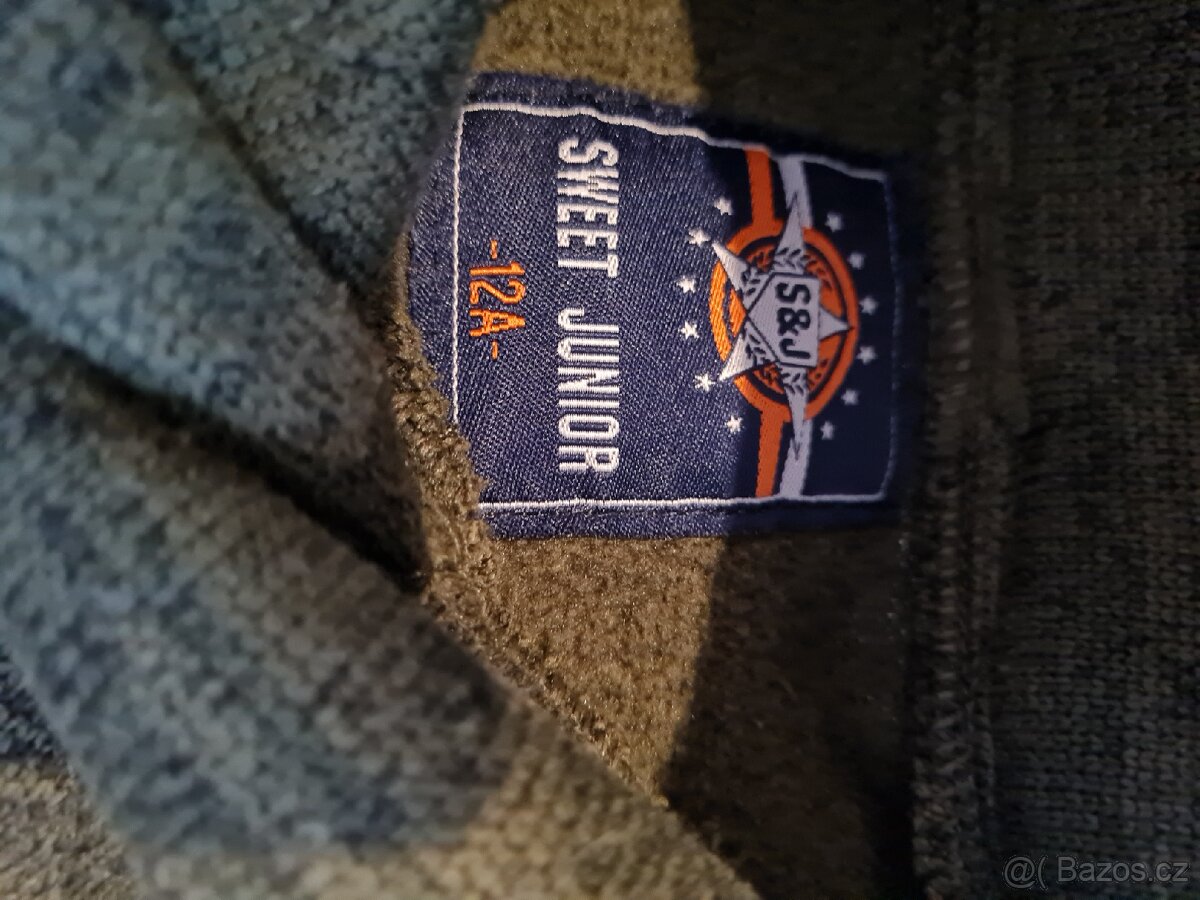 S&J
SWEET JUNIOR
-12A-
@( Bazos.cz